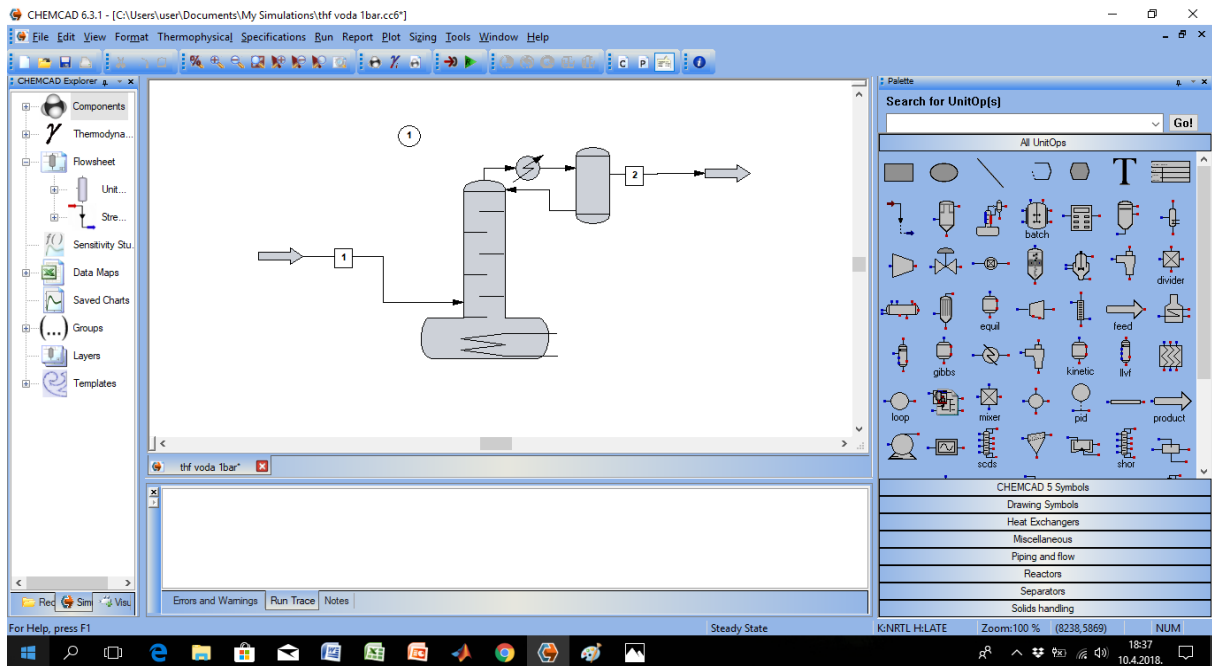 CHEMCAD 6.3.1 - [C:\Users\user\Documents\My Simulations\thf voda 1bar.cc6*]
File Edit View Format Thermophysical Specifications Run Report Plot Sizing Tools Window Help
C P
CHEMCAD Explorer
Components
Thermodyna...
Flowsheet
Unit...
Stre...
Sensitivity Stu...
Data Maps
Saved Charts
Groups
Layers
Templates
Rec Sim Visu
1
2
1
thf voda 1bar*
Errors and Warnings Run Trace Notes
Palette
Search for UnitOp(s)
Go!
All UnitOps
T
batch
divider
equil feed
gibbs kinetic llvf
loop mixer pid product
scds shor
CHEMCAD 5 Symbols
Drawing Symbols
Heat Exchangers
Miscellaneous
Piping and flow
Reactors
Separators
Solids handling
For Help, press F1 Steady State K:NRTL H:LATE Zoom:100 % (8238,5869) NUM
18:37
10.4.2018.